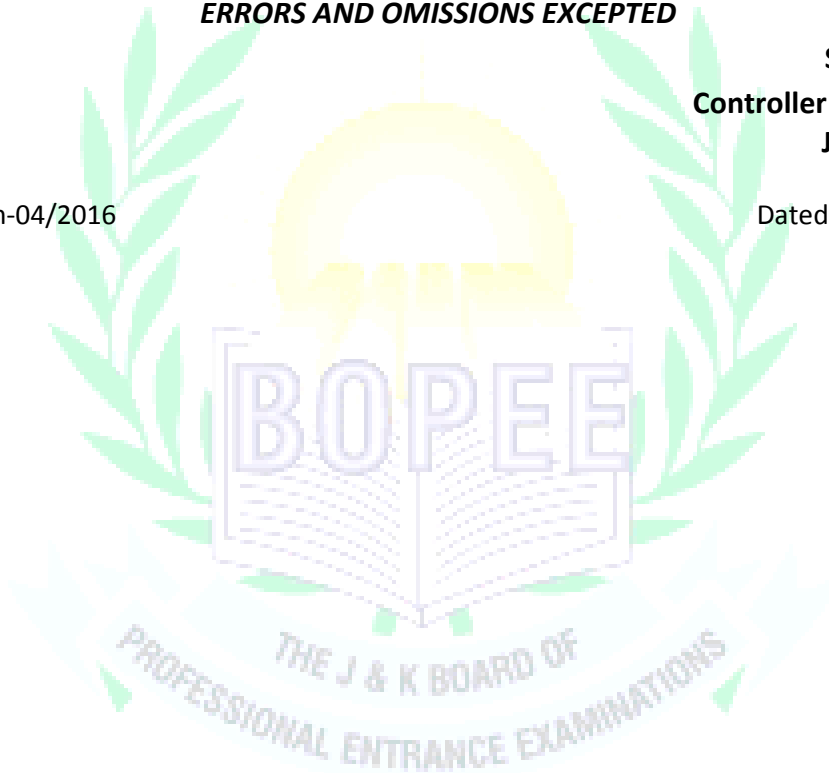 ERRORS AND OMISSIONS EXCEPTED
Controller
-04/2016 Dated
BOPEE
THE J & K BOARD OF
PROFESSIONAL ENTRANCE EXAMINATIONS